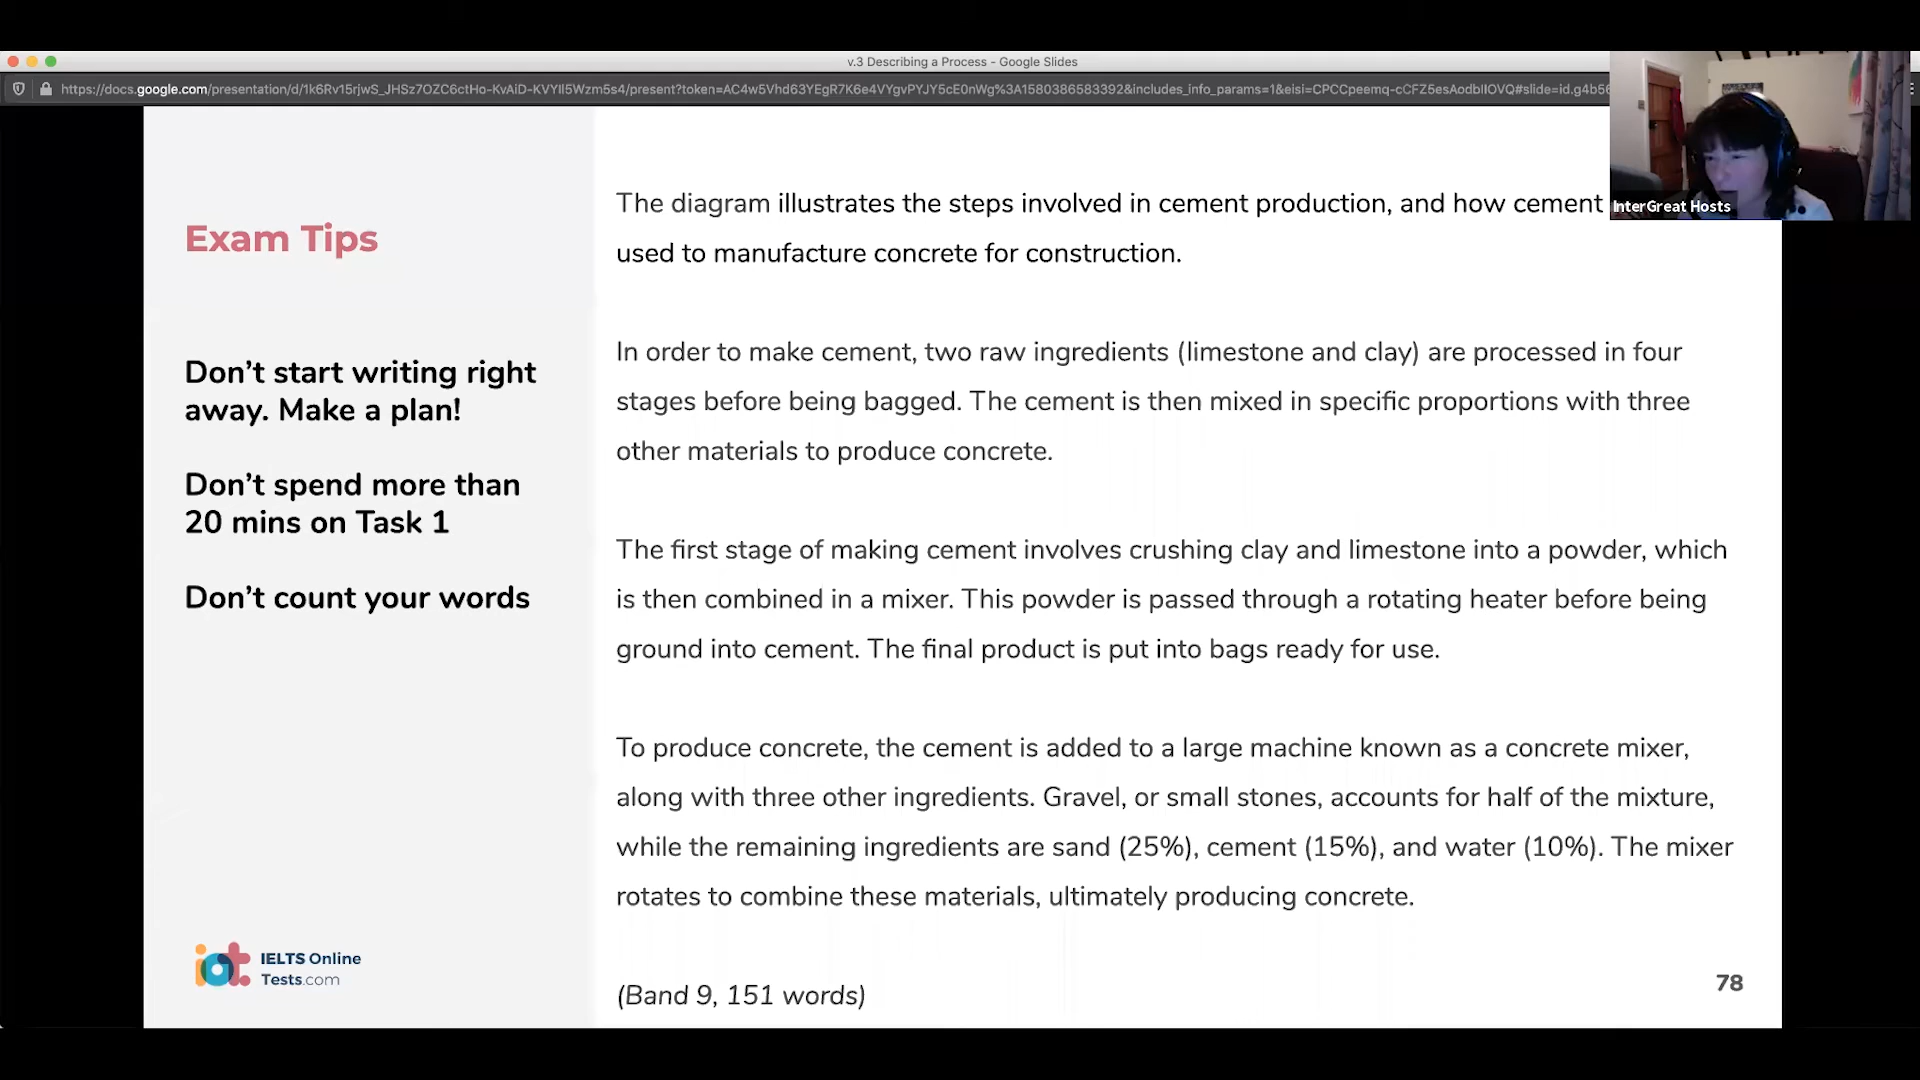 v.3 Describing a Process - Google Slides
InterGreat Hosts
Exam Tips
Don't start writing right
away. Make a plan!
Don't spend more than
20 mins on Task 1
Don't count your words
The diagram illustrates the steps involved in cement production, and how cement
used to manufacture concrete for construction.
In order to make cement, two raw ingredients (limestone and clay) are processed in four
stages before being bagged. The cement is then mixed in specific proportions with three
other materials to produce concrete.
The first stage of making cement involves crushing clay and limestone into a powder, which
is then combined in a mixer. This powder is passed through a rotating heater before being
ground into cement. The final product is put into bags ready for use.
To produce concrete, the cement is added to a large machine known as a concrete mixer,
along with three other ingredients. Gravel, or small stones, accounts for half of the mixture,
while the remaining ingredients are sand (25%), cement (15%), and water (10%). The mixer
rotates to combine these materials, ultimately producing concrete.
(Band 9, 151 words)
iot
IELTS Online
Tests.com
78